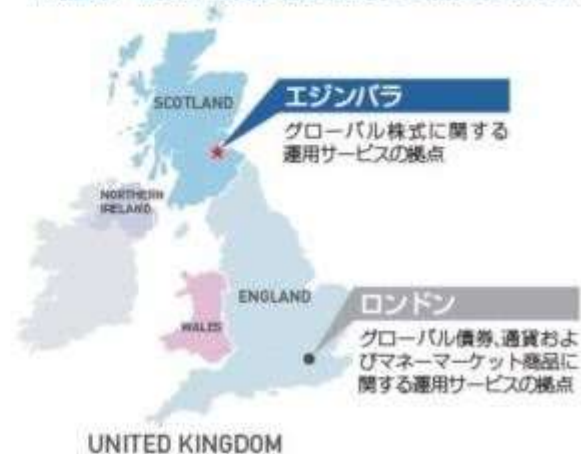 SCOTLAND
エジンバラ
グローバル株式に関する
運用サービスの拠点
NORTHERN
IRELAND
ENGLAND
WALES
ロンドン
グローバル債券、通貨およ
びマネーマーケット商品に
関する運用サービスの拠点
UNITED KINGDOM